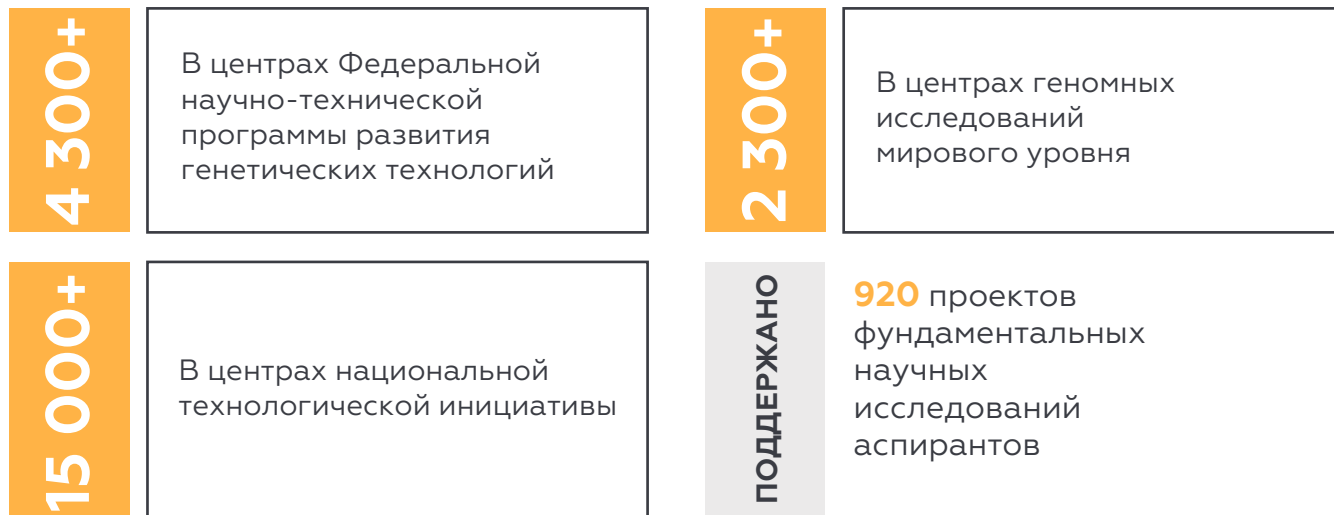 4 300+
В центрах Федеральной
научно-технической
программы развития
генетических технологий
2 300+
В центрах геномных
исследований
мирового уровня
15 000+
В центрах национальной
технологической инициативы
ПОДДЕРЖАНО
920 проектов
фундаментальных
научных
исследований
аспирантов